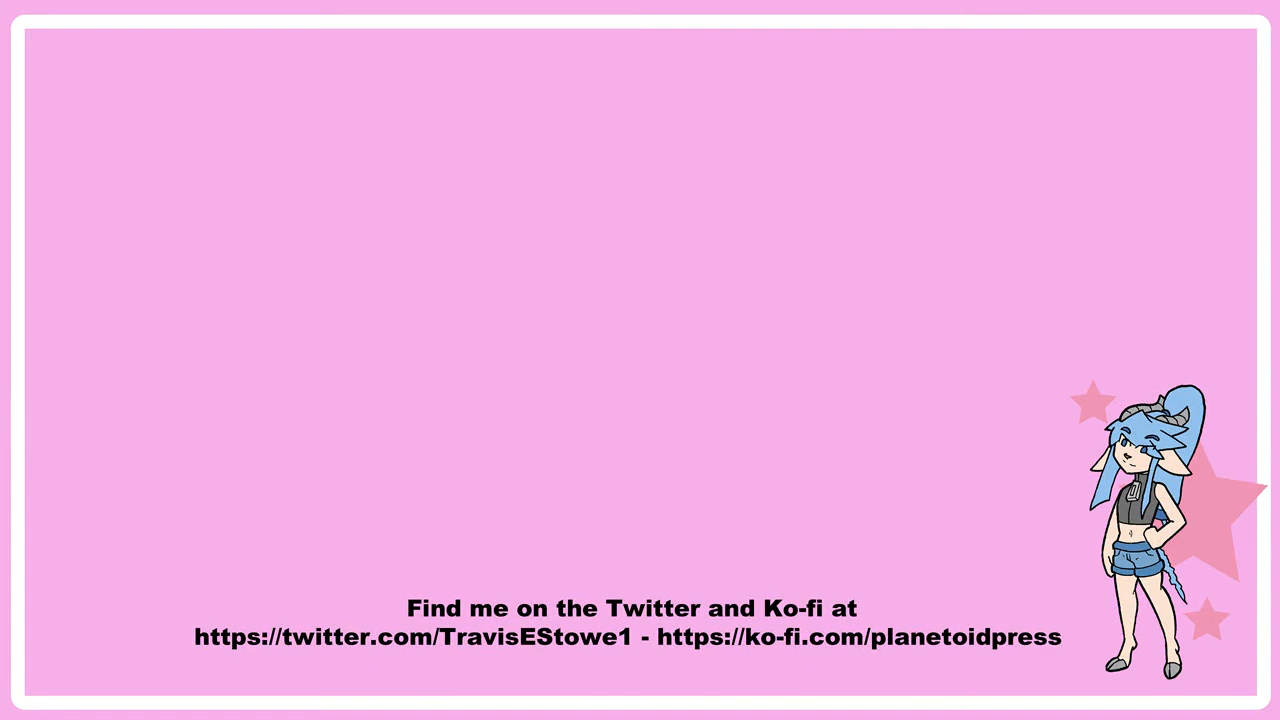 Find me on the Twitter and Ko-fi at
https://twitter.com/TravisEStowe1 - https://ko-fi.com/planetoidpress